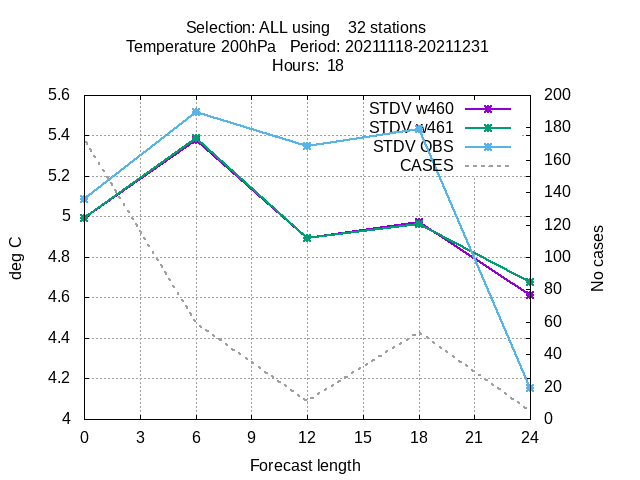 Selection: ALL using 32 stations
Temperature 200hPa Period: 20211118-20211231
Hours: 18
5.6
5.4
5.2
5
4.8
4.6
4.4
4.2
4
deg C
STDV w460
STDV w461
STDV OBS
CASES
200
180
160
140
120
100
80
60
40
20
0
No cases
0 3 6 9 12 15 18 21 24
Forecast length